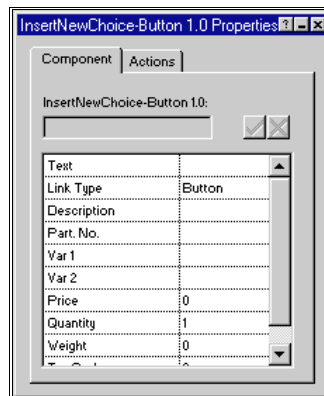 InsertNewChoice-Button 1.0 Properties
Component Actions
InsertNewChoice-Button 1.0:
Text
Link Type Button
Description
Part. No.
Var 1
Var 2
Price 0
Quantity 1
Weight 0